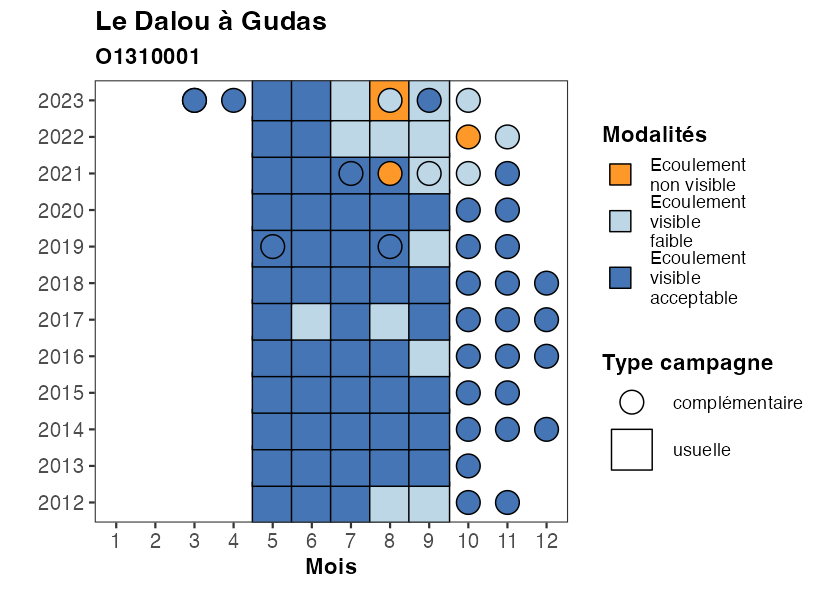 Le Dalou à Gudas
O1310001
2023
2022
2021
2020
2019
2018
2017
2016
2015
2014
2013
2012
1 2 3 4 5 6 7 8 9 10 11 12
Mois
Modalités
Ecoulement
non visible
Ecoulement
visible
faible
Ecoulement
visible
acceptable
Type campagne
complémentaire
usuelle